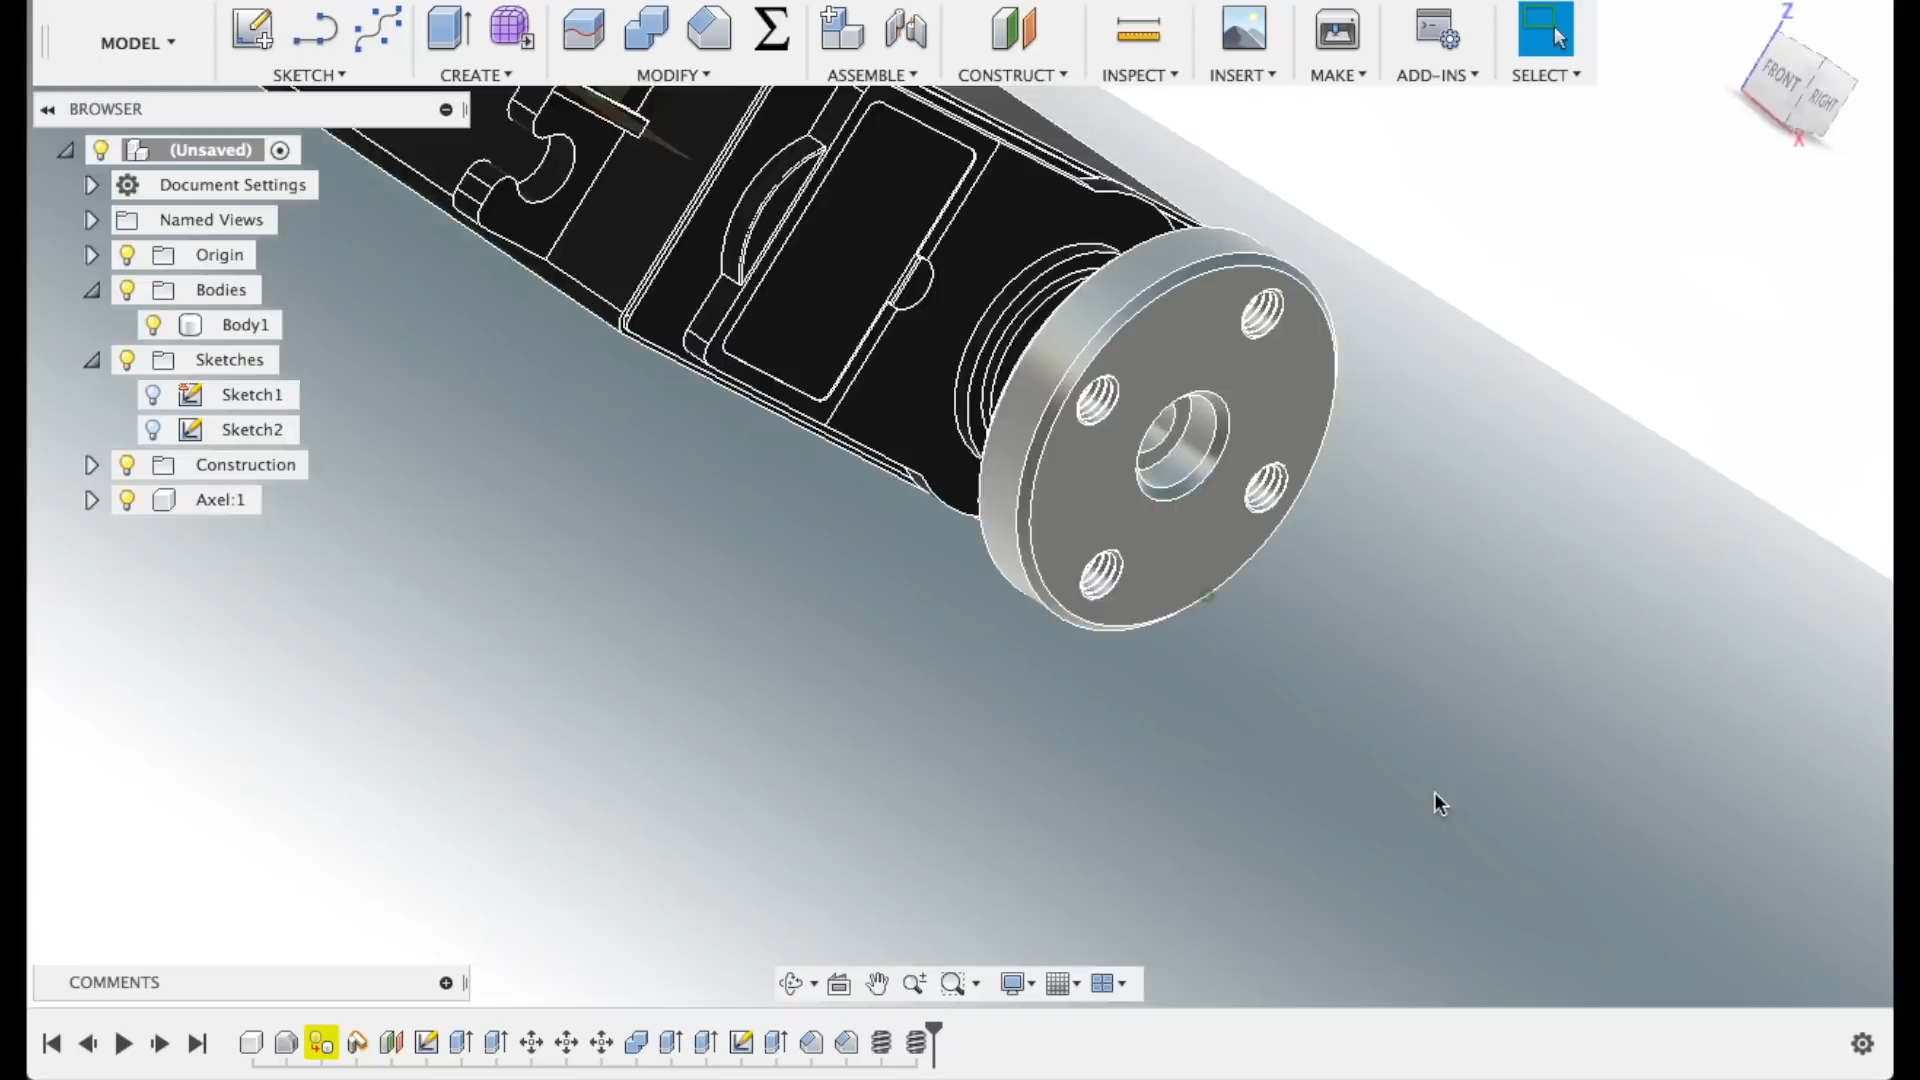 MODEL
SKETCH
CREATE
MODIFY
ASSEMBLE
CONSTRUCT
INSPECT
INSERT
MAKE
ADD-INS
SELECT
Z
FRONT
RIGHT
X
BROWSER
(Unsaved)
Document Settings
Named Views
Origin
Bodies
Body1
Sketches
Sketch1
Sketch2
Construction
Axel:1
COMMENTS